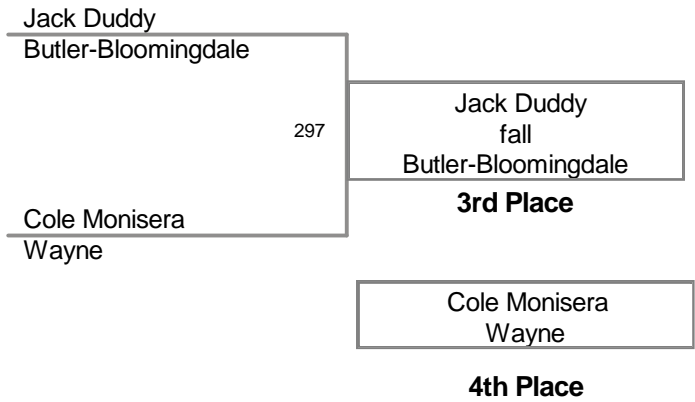 Jack Duddy
Butler-Bloomingdale
297
Jack Duddy
fall
Butler-Bloomingdale
3rd Place
Cole Monisera
Wayne
Cole Monisera
Wayne
4th Place